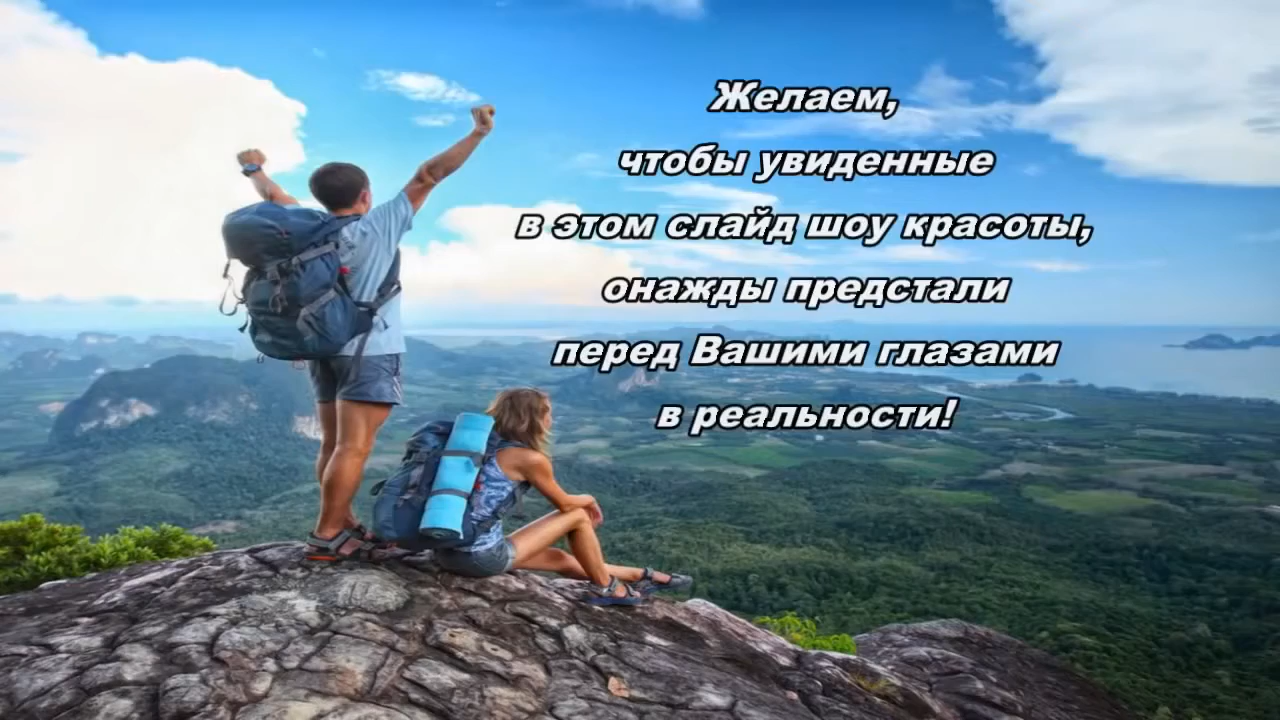 Желаем,
чтобы увиденные
в этом слайд шоу красоты,
онажды предстали
перед Вашими глазами
в реальности!